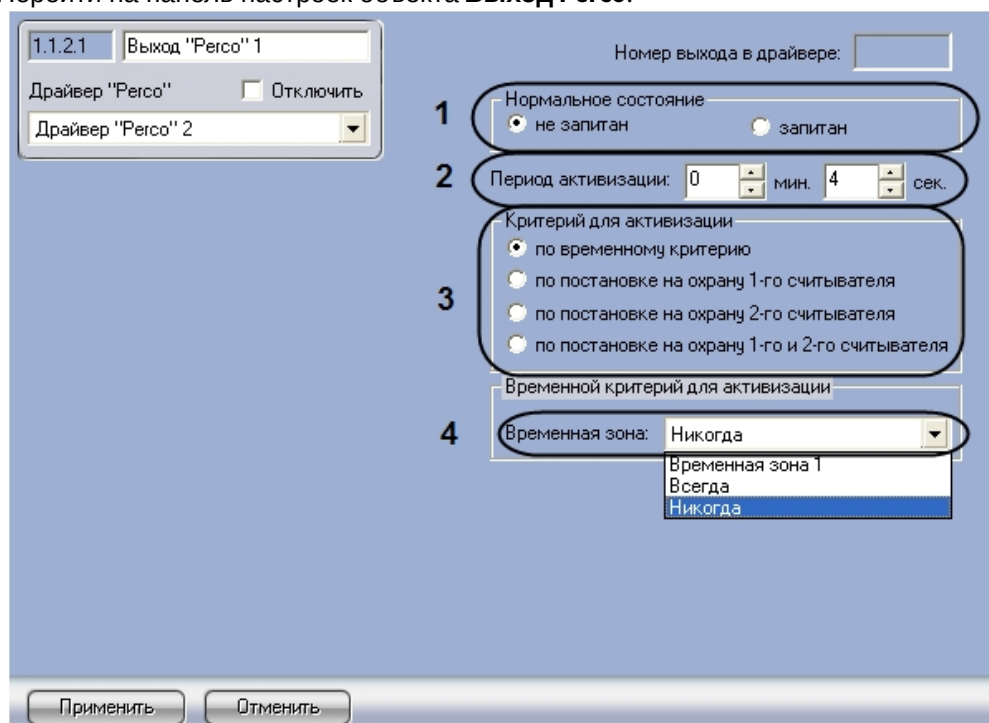 Перейти на панель настроек объекта Выход Perco.
1.1.2.1 Выход "Perco" 1
Номер выхода в драйвере:
Драйвер "Perco" Отключить
Драйвер "Perco" 2
1
Нормальное состояние
не запитан запитан
2
Период активизации: 0 мин. 4 сек.
3
Критерий для активизации
по временному критерию
по постановке на охрану 1-го считывателя
по постановке на охрану 2-го считывателя
по постановке на охрану 1-го и 2-го считывателя
Временной критерий для активизации
4
Временная зона: Никогда
Временная зона 1
Всегда
Никогда
Применить Отменить